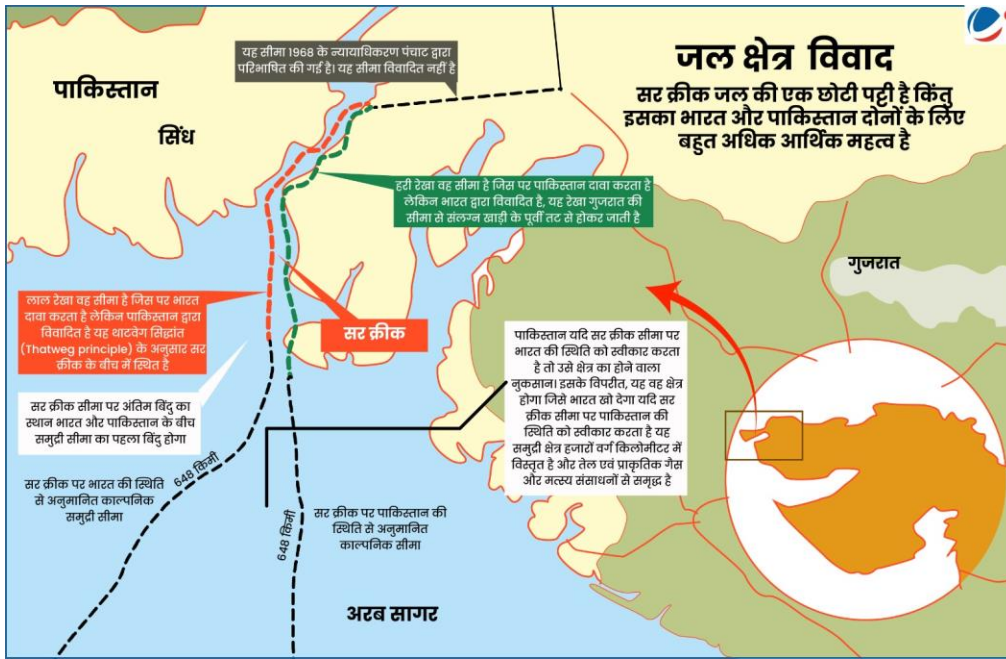 जल क्षेत्र विवाद
सर क्रीक जल की एक छोटी पट्टी है किंतु
इसका भारत और पाकिस्तान दोनों के लिए
बहुत अधिक आर्थिक महत्व है
यह सीमा 1968 के न्यायाधिकरण पंचाट द्वारा
परिभाषित की गई है। यह सीमा विवादित नहीं है
पाकिस्तान
सिंध
हरी रेखा वह सीमा है जिस पर पाकिस्तान दावा करता है
लेकिन भारत द्वारा विवादित है, यह रेखा गुजरात की
सीमा से संलग्न खाड़ी के पूर्वी तट से होकर जाती है
गुजरात
लाल रेखा वह सीमा है जिस पर भारत
दावा करता है लेकिन पाकिस्तान द्वारा
विवादित है यह थाटवेग सिद्धांत
(Thatweg principle) के अनुसार सर
क्रीक के बीच में स्थित है
सर क्रीक
सर क्रीक सीमा पर अंतिम बिंदु का
स्थान भारत और पाकिस्तान के बीच
समुद्री सीमा का पहला बिंदु होगा
पाकिस्तान यदि सर क्रीक सीमा पर
भारत की स्थिति को स्वीकार करता
है तो उसे क्षेत्र का होने वाला
नुकसान। इसके विपरीत, यह वह क्षेत्र
होगा जिसे भारत खो देगा यदि सर
क्रीक सीमा पर पाकिस्तान की
स्थिति को स्वीकार करता है यह
समुद्री क्षेत्र हजारों वर्ग किलोमीटर में
विस्तृत है और तेल एवं प्राकृतिक गैस
और मत्स्य संसाधनों से समृद्ध है
सर क्रीक पर भारत की स्थिति
से अनुमानित काल्पनिक
समुद्री सीमा
648 किमी
648 किमी
सर क्रीक पर पाकिस्तान की
स्थिति से अनुमानित
काल्पनिक सीमा
अरब सागर